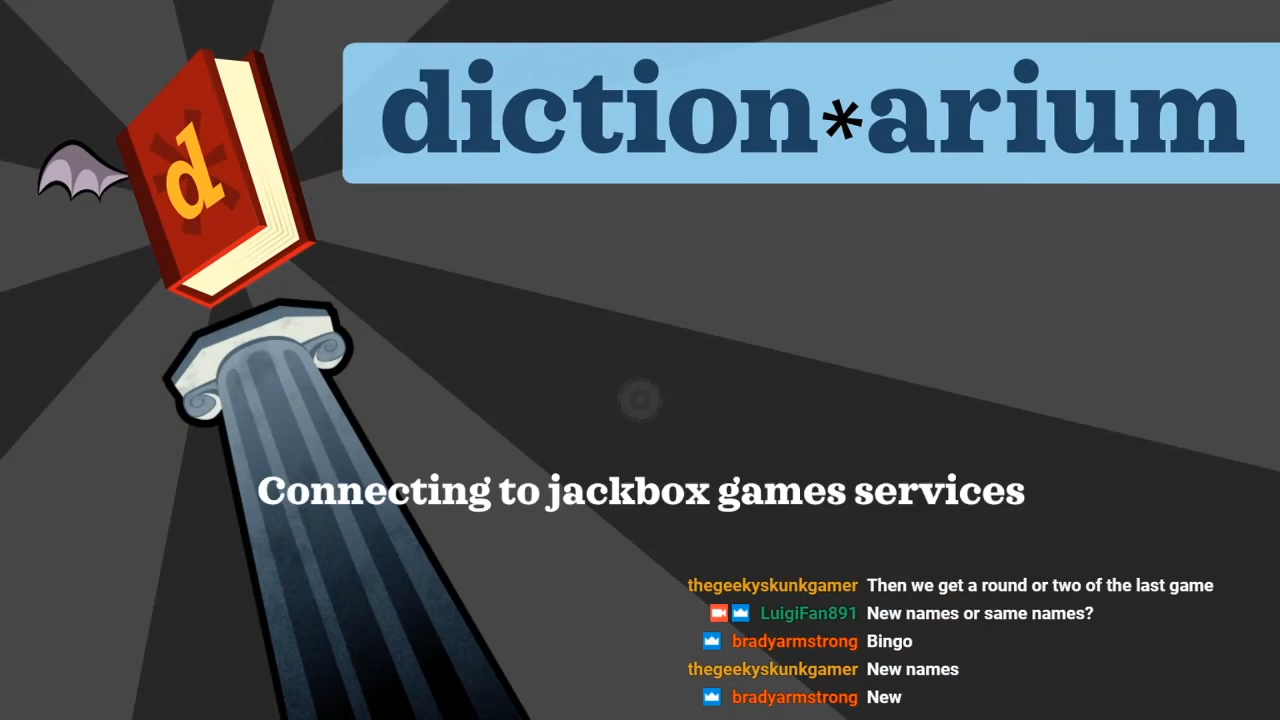 diction*arium
d
Connecting to jackbox games services
thegeekyskunkgamer Then we get a round or two of the last game
LuigiFan891 New names or same names?
bradyarmstrong Bingo
thegeekyskunkgamer New names
bradyarmstrong New